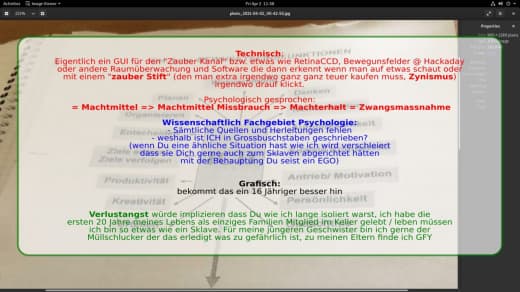 Activities Image Viewer Fri Apr 2 11:58
233% photo_2021-04-02_00-42-53.jpg
FUNKTIONEN
Technisch:
Eigentlich ein GUI für den "Zauber Kanal" bzw. etwas wie RetinaCCD, Bewegunsfelder @ Hackaday
oder andere Raumüberwachung und Software die dann erkennt wenn man auf etwas schaut oder
mit einem "zauber Stift" (den man extra irgendwo ganz ganz teuer kaufen muss, Zynismus)
irgendwo drauf klickt.
Psychologisch gesprochen:
= Machtmittel => Machtmittel Missbrauch => Machterhalt = Zwangsmassnahme
Wissenschaftlich Fachgebiet Psychologie:
- Sämtliche Quellen und Herleitungen fehlen
- weshalb ist ICH in Grossbuchstaben geschrieben?
(wenn Du eine ähnliche Situation hast wie ich wird verschleiert
dass sie Dich gerne auch zum Sklaven abgerichtet hätten
mit der Behauptung Du seist ein EGO)
Planen
Denken
Organisieren
Ziele verfolgen
Produktivität
Antrieb/ Motivation
Kreativität
Persönlichkeit
Grafisch:
bekommt das ein 16 Jähriger besser hin
Verlustangst würde implizieren dass Du wie ich lange isoliert warst, ich habe die
ersten 20 Jahre meines Lebens als einziges Familien Mitglied im Keller gelebt / leben müssen
ich bin so etwas wie ein Sklave. Für meine jüngeren Geschwister bin ich gerne der
Müllschlucker der das erledigt was zu gefährlich ist, zu meinen Eltern finde ich GFY